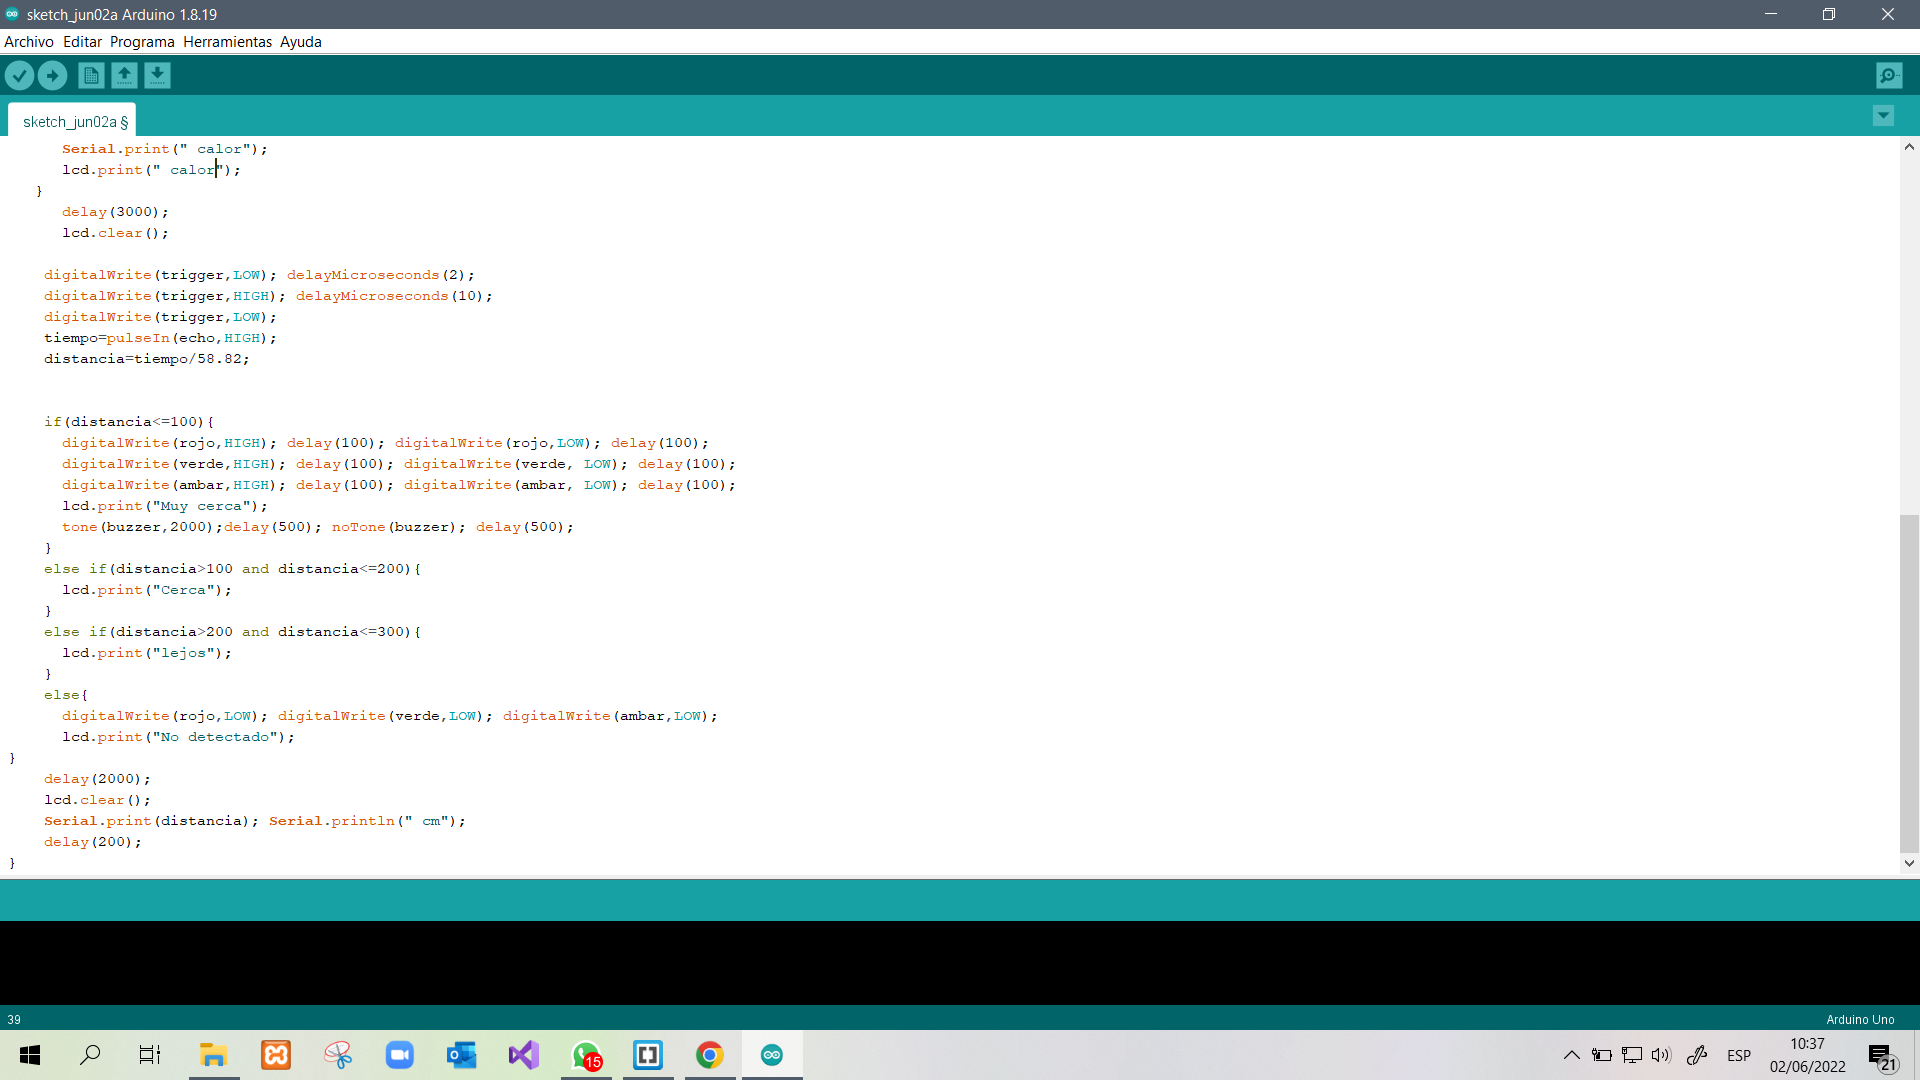 sketch_jun02a Arduino 1.8.19
Archivo Editar Programa Herramientas Ayuda
sketch_jun02a §
Serial.print(" calor");
lcd.print(" calor");
}
delay(3000);
lcd.clear();
digitalWrite(trigger,LOW); delayMicroseconds(2);
digitalWrite(trigger,HIGH); delayMicroseconds(10);
digitalWrite(trigger,LOW);
tiempo=pulseIn(echo,HIGH);
distancia=tiempo/58.82;
if(distancia<=100){
digitalWrite(rojo,HIGH); delay(100); digitalWrite(rojo,LOW); delay(100);
digitalWrite(verde,HIGH); delay(100); digitalWrite(verde, LOW); delay(100);
digitalWrite(ambar,HIGH); delay(100); digitalWrite(ambar, LOW); delay(100);
lcd.print("Muy cerca");
tone(buzzer,2000);delay(500); noTone(buzzer); delay(500);
}
else if(distancia>100 and distancia<=200){
lcd.print("Cerca");
}
else if(distancia>200 and distancia<=300){
lcd.print("lejos");
}
else{
digitalWrite(rojo,LOW); digitalWrite(verde,LOW); digitalWrite(ambar,LOW);
lcd.print("No detectado");
}
delay(2000);
lcd.clear();
Serial.print(distancia); Serial.println(" cm");
delay(200);
}
39
Arduino Uno
15
ESP
10:37
02/06/2022
21